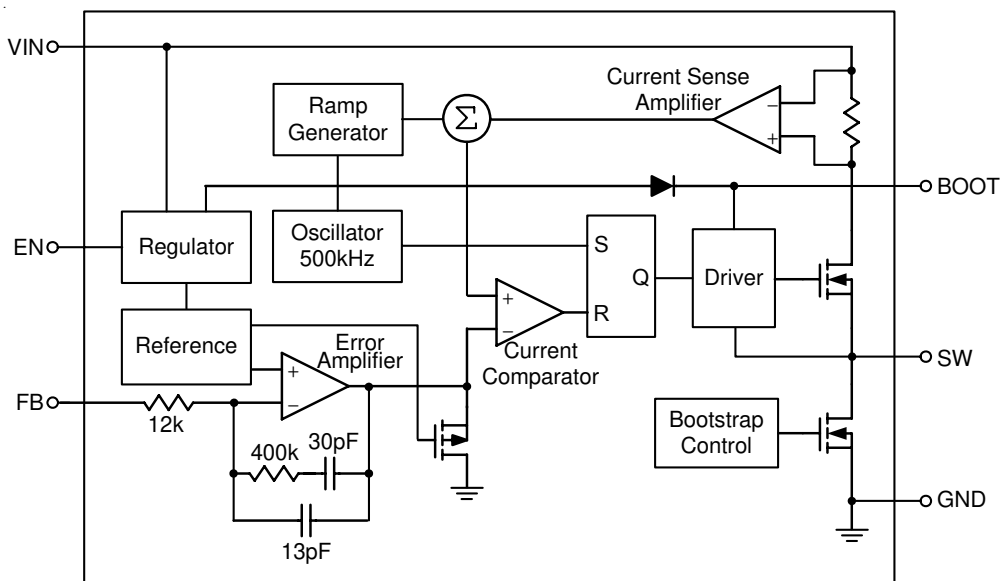 VIN
Current Sense
Amplifier
Ramp
Generator
Σ
−
+
BOOT
EN
Regulator
Oscillator
500kHz
S
Q
R
Driver
+
−
Current
Comparator
Reference
Error
Amplifier
+
−
SW
FB
12k
400k
30pF
13pF
Bootstrap
Control
GND